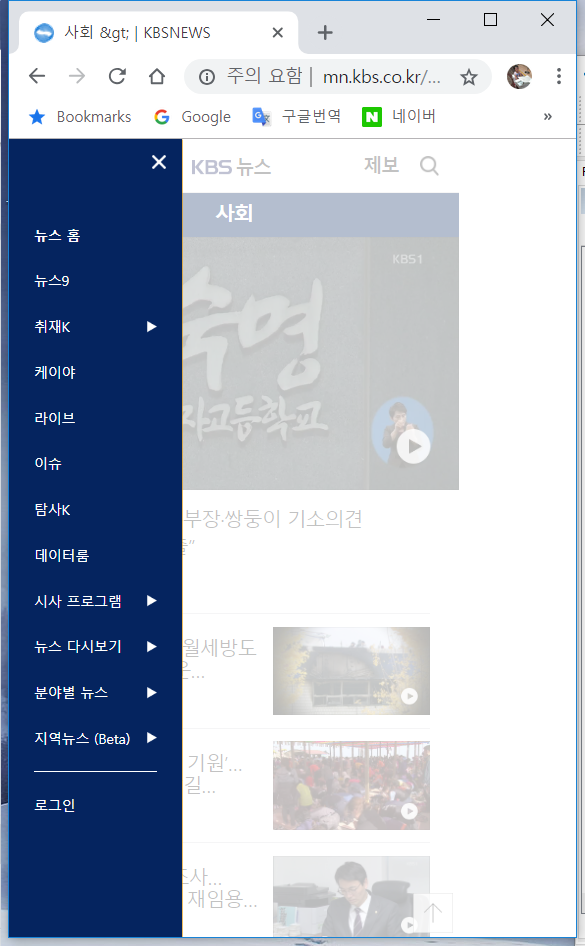 사회 &gt; | KBSNEWS
주의 요함 | mn.kbs.co.kr/...
Bookmarks Google 구글번역 네이버 »
KBS 뉴스 제보
사회
KBS1
숙명
자고등학교
뉴스 홈
뉴스9
취재K
케이야
라이브
이슈
탐사K
데이터룸
시사 프로그램
뉴스 다시보기
분야별 뉴스
지역뉴스 (Beta)
로그인
부장·쌍둥이 기소의견
월세방도
은...
기원'...
길...
조사...
재임용...